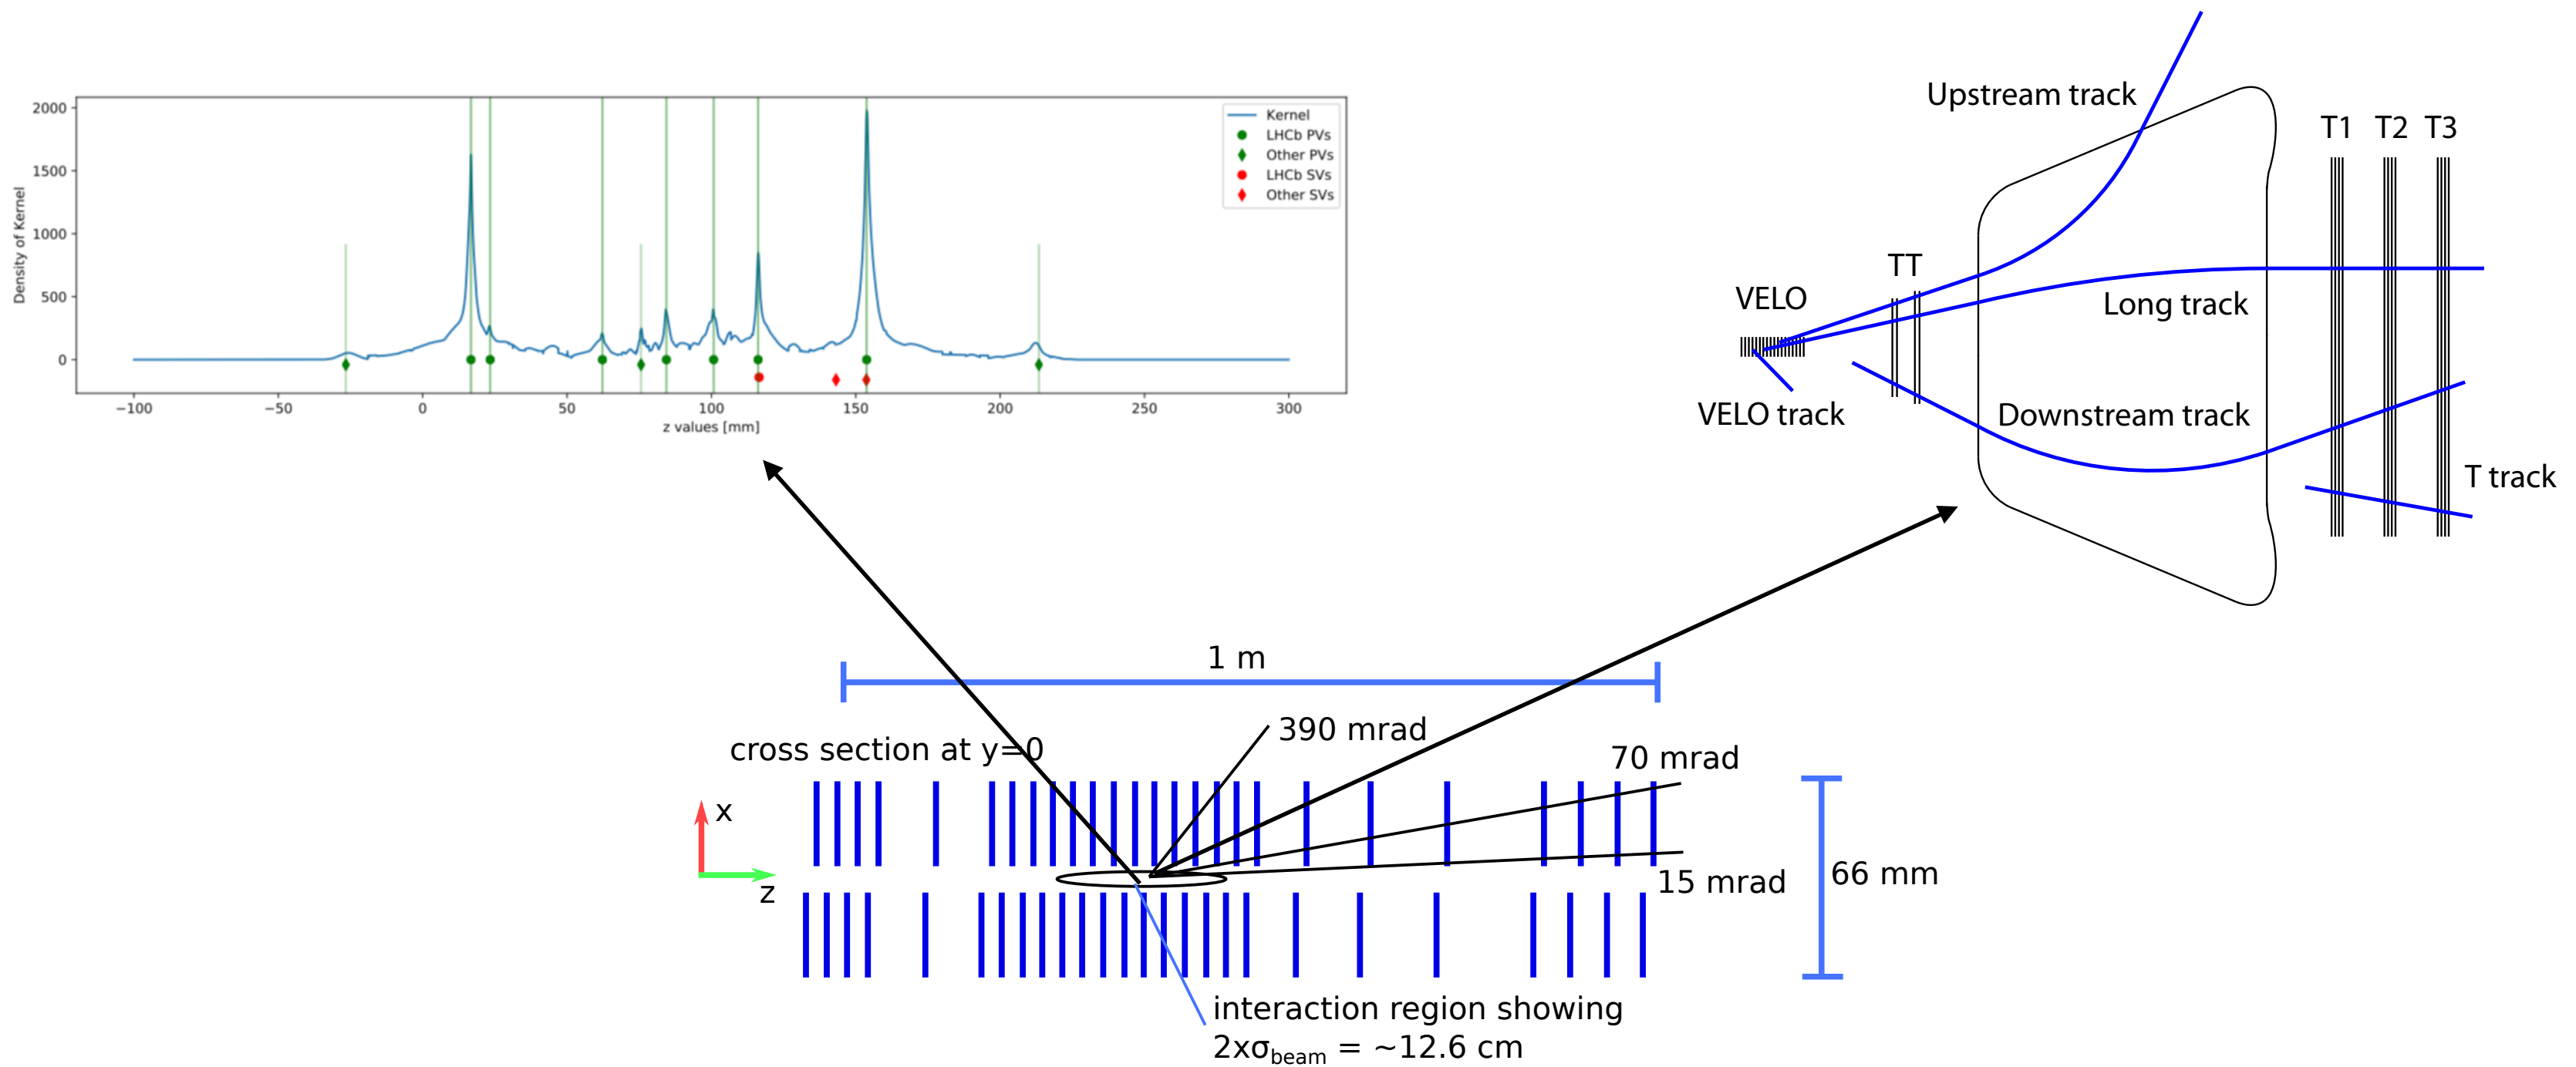 2000
1500
1000
500
0
Density of Kernel
−100
−50
0
50
100
150
200
250
300
z values [mm]
Kernel
LHCb PVs
Other PVs
LHCb SVs
Other SVs
Upstream track
T1 T2 T3
TT
VELO
Long track
VELO track
Downstream track
T track
1 m
390 mrad
cross section at y=0
70 mrad
x
z
15 mrad
66 mm
interaction region showing
2xσbeam = ~12.6 cm